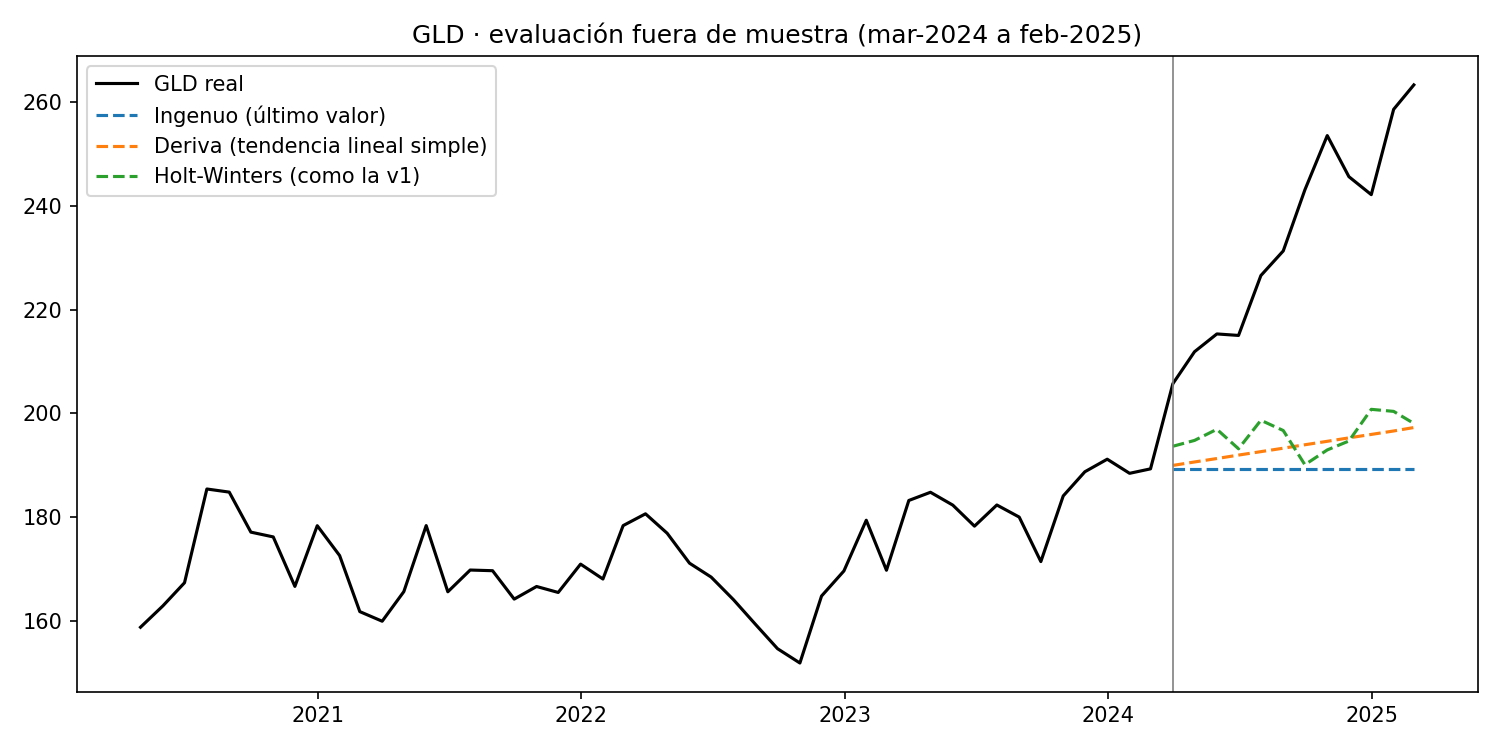 GLD · evaluación fuera de muestra (mar-2024 a feb-2025)
GLD real
Ingenuo (último valor)
Deriva (tendencia lineal simple)
Holt-Winters (como la v1)
260
240
220
200
180
160
2021
2022
2023
2024
2025